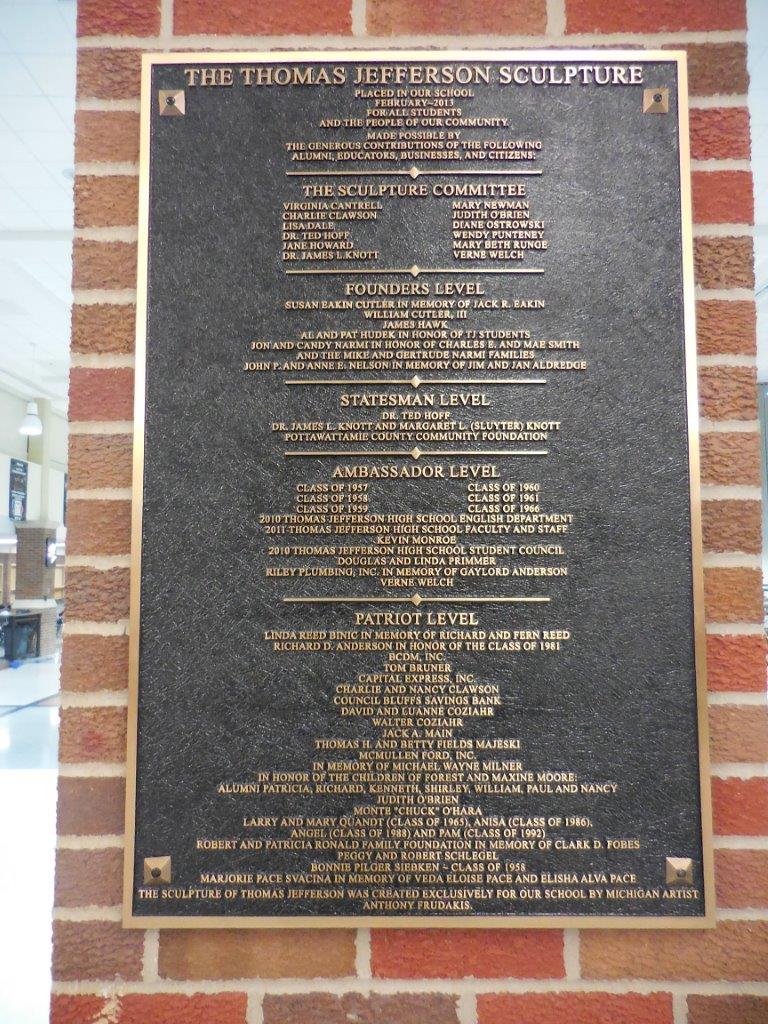 THE THOMAS JEFFERSON SCULPTURE
PLACED IN OUR SCHOOL
FEBRUARY~2013
FOR ALL STUDENTS
AND THE PEOPLE OF OUR COMMUNITY.
MADE POSSIBLE BY
THE GENEROUS CONTRIBUTIONS OF THE FOLLOWING
ALUMNI, EDUCATORS, BUSINESSES, AND CITIZENS:
THE SCULPTURE COMMITTEE
VIRGINIA CANTRELL MARY NEWMAN
CHARLIE CLAWSON JUDITH O'BRIEN
LISA DALE DIANE OSTROWSKI
DR. TED HOFF WENDY PUNTENEY
JANE HOWARD MARY BETH RUNGE
DR. JAMES L. KNOTT VERNE WELCH
FOUNDERS LEVEL
SUSAN EAKIN CUTLER IN MEMORY OF JACK R. EAKIN
WILLIAM CUTLER, III
JAMES HAWK
AL AND PAT HUDEK IN HONOR OF TJ STUDENTS
JON AND CANDY NARMI IN HONOR OF CHARLES E. AND MAE SMITH
AND THE MIKE AND GERTRUDE NARMI FAMILIES
JOHN P. AND ANNE E. NELSON IN MEMORY OF JIM AND JAN ALDREDGE
STATESMAN LEVEL
DR. TED HOFF
DR. JAMES L. KNOTT AND MARGARET L. (SLUYTER) KNOTT
POTTAWATTAMIE COUNTY COMMUNITY FOUNDATION
AMBASSADOR LEVEL
CLASS OF 1957 CLASS OF 1960
CLASS OF 1958 CLASS OF 1961
CLASS OF 1959 CLASS OF 1966
2010 THOMAS JEFFERSON HIGH SCHOOL ENGLISH DEPARTMENT
2011 THOMAS JEFFERSON HIGH SCHOOL FACULTY AND STAFF
KEVIN MONROE
2010 THOMAS JEFFERSON HIGH SCHOOL STUDENT COUNCIL
DOUGLAS AND LINDA PRIMMER
RILEY PLUMBING, INC. IN MEMORY OF GAYLORD ANDERSON
VERNE WELCH
PATRIOT LEVEL
LINDA REED BINIC IN MEMORY OF RICHARD AND FERN REED
RICHARD D. ANDERSON IN HONOR OF THE CLASS OF 1981
BCDM, INC.
TOM BRUNER
CAPITAL EXPRESS, INC.
CHARLIE AND NANCY CLAWSON
COUNCIL BLUFFS SAVINGS BANK
DAVID AND LUANNE COZIAHR
WALTER COZIAHR
JACK A. MAIN
THOMAS H. AND BETTY FIELDS MAJESKI
MCMULLEN FORD, INC.
IN MEMORY OF MICHAEL WAYNE MILNER
IN HONOR OF THE CHILDREN OF FOREST AND MAXINE MOORE:
ALUMNI PATRICIA, RICHARD, KENNETH, SHIRLEY, WILLIAM, PAUL AND NANCY
JUDITH O'BRIEN
MONTE "CHUCK" O'HARA
LARRY AND MARY QUANDT (CLASS OF 1965), ANISA (CLASS OF 1986),
ANGEL (CLASS OF 1988) AND PAM (CLASS OF 1992)
ROBERT AND PATRICIA RONALD FAMILY FOUNDATION IN MEMORY OF CLARK D. FOBES
PEGGY AND ROBERT SCHLEGEL
BONNIE PILGER SIEBKEN ~ CLASS OF 1958
MARJORIE PACE SVACINA IN MEMORY OF VEDA ELOISE PACE AND ELISHA ALVA PACE
THE SCULPTURE OF THOMAS JEFFERSON WAS CREATED EXCLUSIVELY FOR OUR SCHOOL BY MICHIGAN ARTIST
ANTHONY FRUDAKIS.